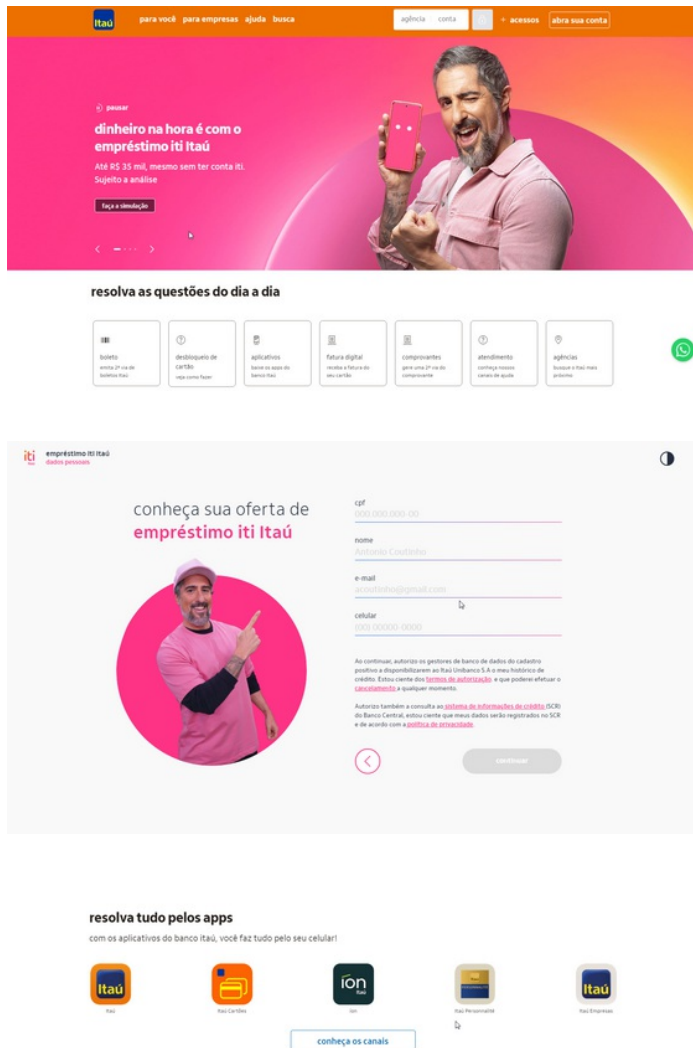 Itaú para você para empresas ajuda busca agência conta + acessos abra sua conta
pausar
dinheiro na hora é com o
empréstimo iti Itaú
Até R$ 35 mil, mesmo sem ter conta iti.
Sujeito a análise
faça a simulação
resolva as questões do dia a dia
boleto
emita 2ª via de
boletos Itaú
desbloqueio de
cartão
veja como fazer
aplicativos
baixe os apps do
banco Itaú
fatura digital
receba a fatura do
seu cartão
comprovantes
gere uma 2ª via do
comprovante
atendimento
conheça nossos
canais de ajuda
agências
busque o Itaú mais
próximo
iti
empréstimo iti Itaú
dados pessoais
conheça sua oferta de
empréstimo iti Itaú
cpf
000.000.000-00
nome
Antonio Coutinho
e-mail
acoutinho@gmail.com
celular
(00) 00000-0000
Ao continuar, autorizo os gestores de banco de dados do cadastro
positivo a disponibilizarem ao Itaú Unibanco S.A o meu histórico de
crédito. Estou ciente dos termos de autorização e que poderei efetuar o
cancelamento a qualquer momento.
Autorizo também a consulta ao sistema de informações de crédito (SCR)
do Banco Central, estou ciente que meus dados serão registrados no SCR
e de acordo com a política de privacidade.
continuar
resolva tudo pelos apps
com os aplicativos do banco itaú, você faz tudo pelo seu celular!
Itaú
Itaú
Itaú Cartões
íon
Itaú
íon
Itaú Personnalité
Itaú
Itaú Empresas
conheça os canais